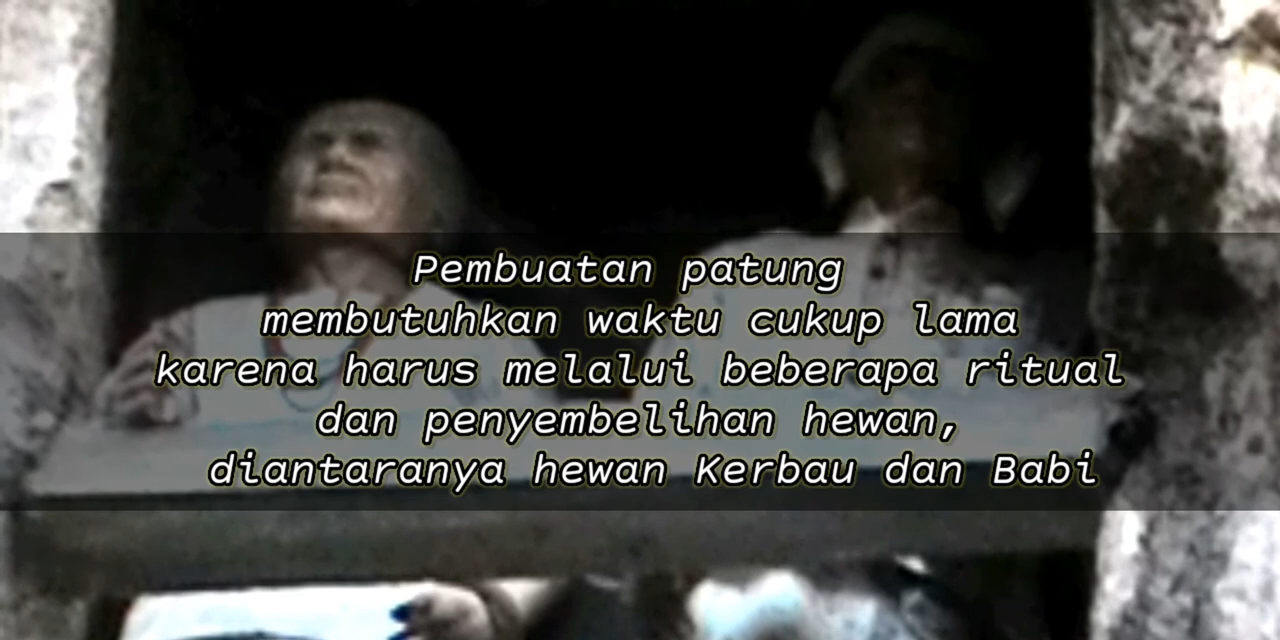 Pembuatan patung
membutuhkan waktu cukup lama
karena harus melalui beberapa ritual
dan penyembelihan hewan,
diantaranya hewan Kerbau dan Babi